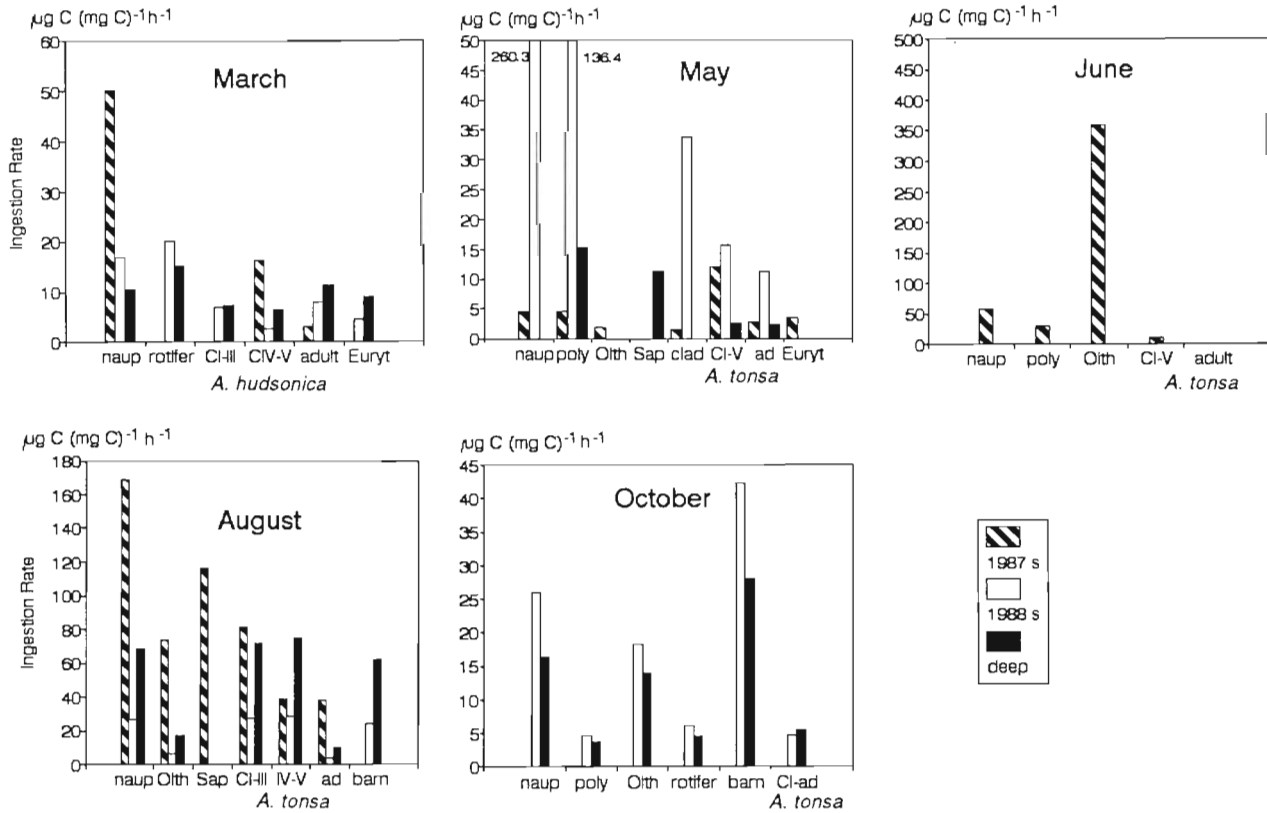 µg C (mg C)⁻¹h⁻¹
60
50
40
30
20
10
0
Ingestion Rate
March
naup rotifer CI-III CIV-V adult Euryt
A. hudsonica
µg C (mg C)⁻¹ h⁻¹
50
45
40
35
30
25
20
15
10
5
0
260.3
136.4
May
naup poly Oith Sap clad CI-V ad Euryt
A. tonsa
µg C (mg C)⁻¹ h⁻¹
500
450
400
350
300
250
200
150
100
50
0
June
naup poly Oith CI-V adult
A. tonsa
µg C (mg C)⁻¹ h⁻¹
180
160
140
120
100
80
60
40
20
0
Ingestion Rate
August
naup Oith Sap CI-III IV-V ad barn
A. tonsa
µg C (mg C)⁻¹ h⁻¹
45
40
35
30
25
20
15
10
5
0
October
naup poly Oith rotifer barn CI-ad
A. tonsa
1987 s
1988 s
deep